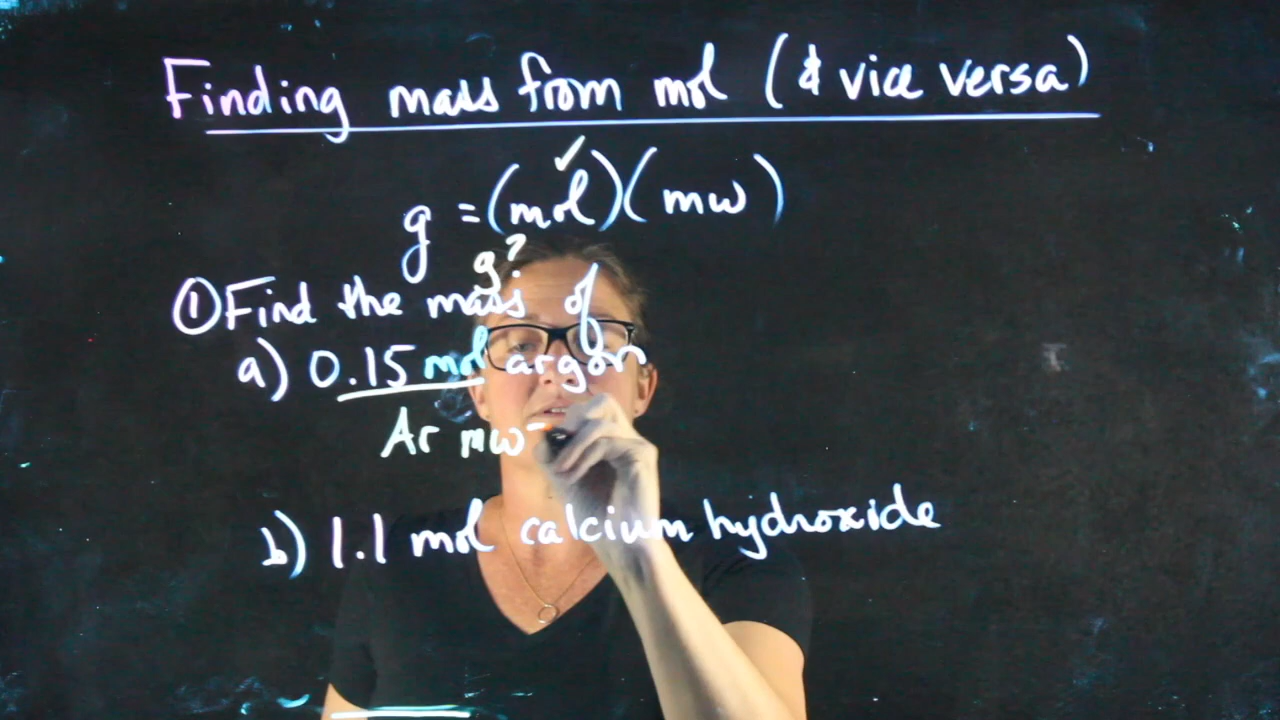 Finding mass from mol (& vice versa)
g = (mol)(mw)
g?
① Find the mass of
a) 0.15 mol argon
Ar mw-
b) 1.1 mol calcium hydroxide